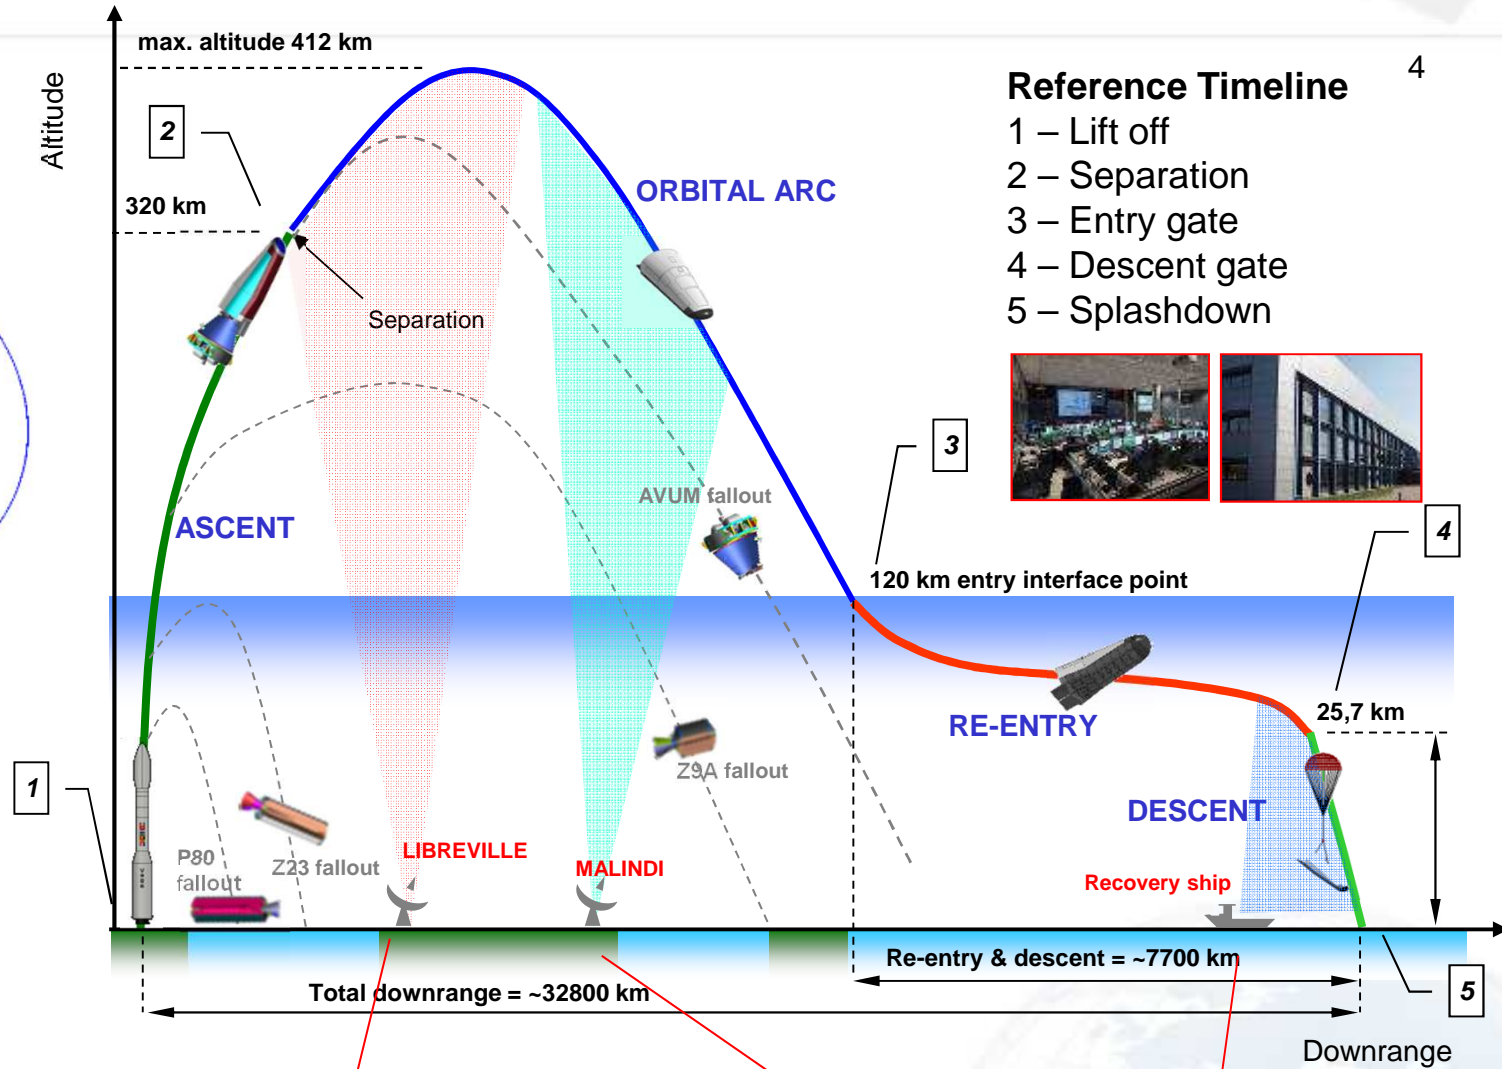 max. altitude 412 km
4
Reference Timeline
1 – Lift off
2 – Separation
3 – Entry gate
4 – Descent gate
5 – Splashdown
Altitude
2
ORBITAL ARC
320 km
Separation
3
AVUM fallout
4
ASCENT
120 km entry interface point
25,7 km
RE-ENTRY
Z9A fallout
1
DESCENT
P80
fallout
Z23 fallout
LIBREVILLE
MALINDI
Recovery ship
Re-entry & descent = ~7700 km
Total downrange = ~32800 km
5
Downrange